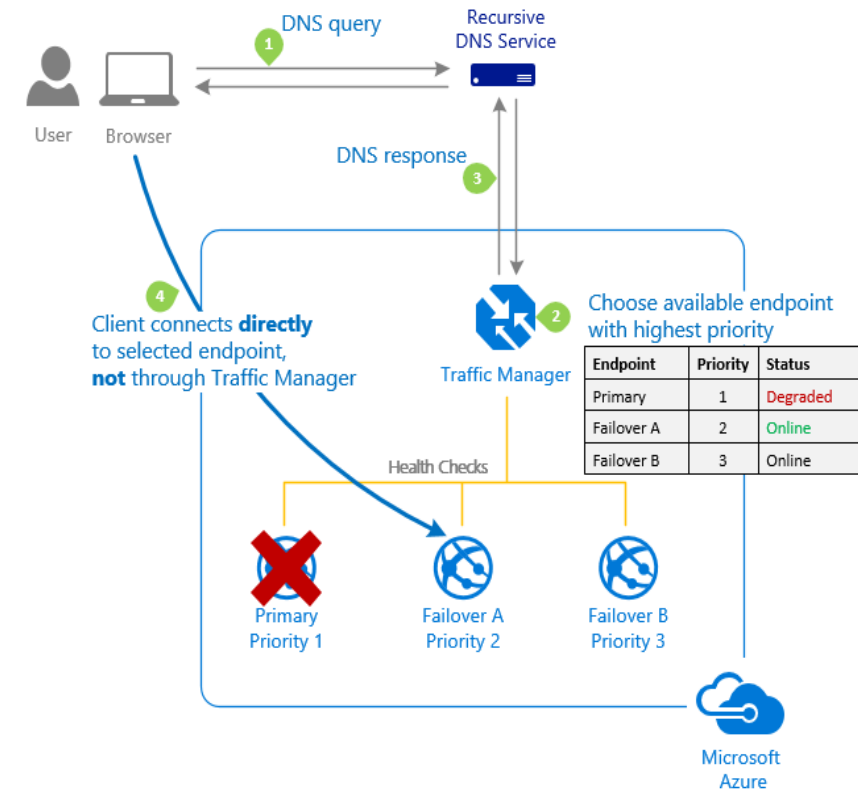 DNS query
1
Recursive
DNS Service
User
Browser
DNS response
3
4
Client connects directly
to selected endpoint,
not through Traffic Manager
2
Traffic Manager
Choose available endpoint
with highest priority
Endpoint Priority Status
Primary 1 Degraded
Failover A 2 Online
Failover B 3 Online
Health Checks
Primary
Priority 1
Failover A
Priority 2
Failover B
Priority 3
Microsoft
Azure